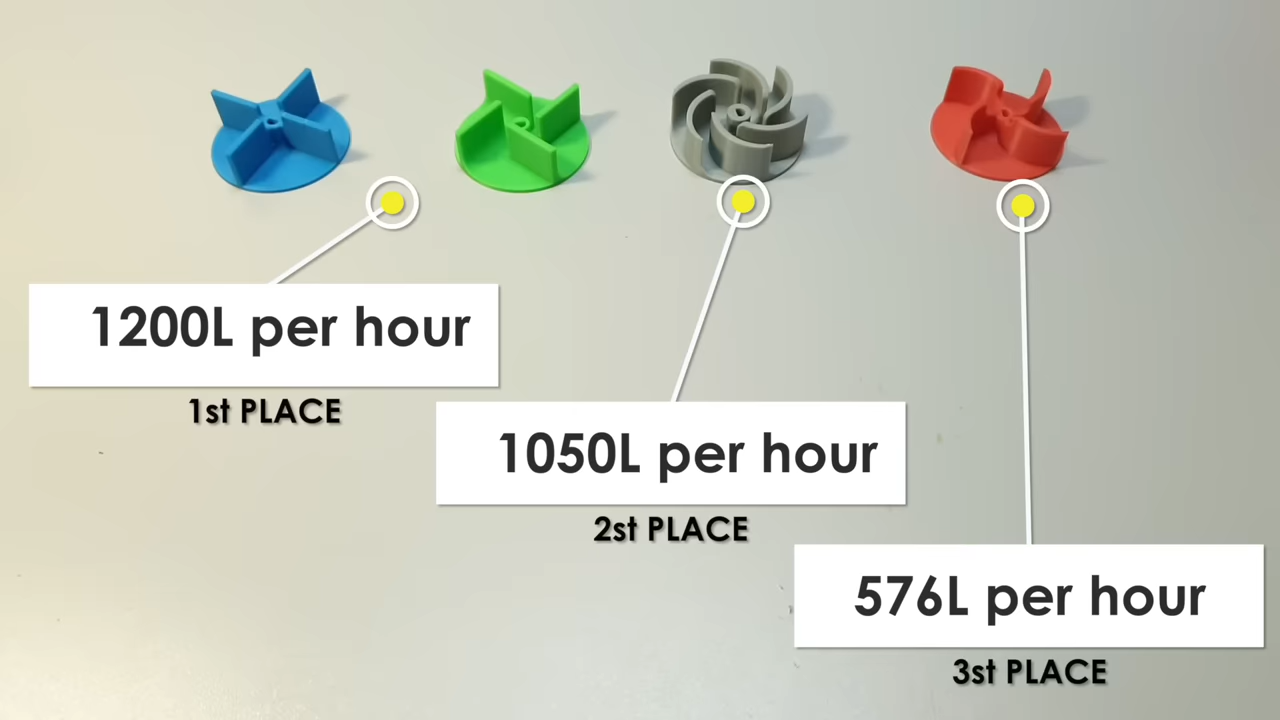 1200L per hour
1st PLACE
1050L per hour
2st PLACE
576L per hour
3st PLACE